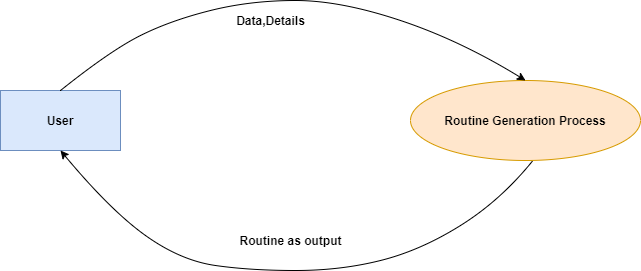 Data,Details
User
Routine Generation Process
Routine as output